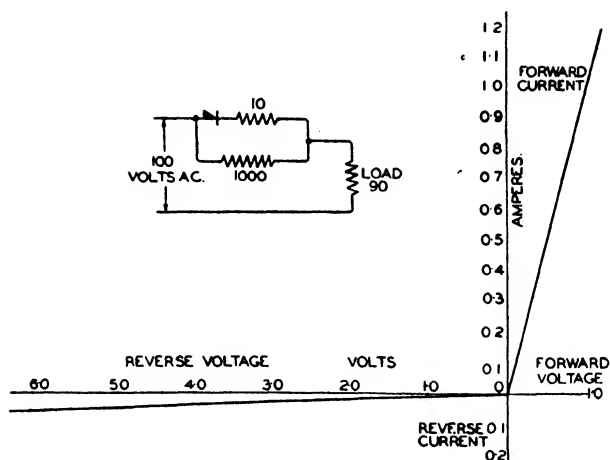 1.2
1.1
FORWARD
CURRENT
1.0
0.9
0.8
0.7
0.6
0.5
0.4
0.3
0.2
0.1
0
AMPERES.
10
100
VOLTS A.C.
1000
LOAD
90
REVERSE VOLTAGE VOLTS
FORWARD
VOLTAGE
6.0 5.0 4.0 3.0 2.0 1.0
1.0
REVERSE 0.1
CURRENT
0.2